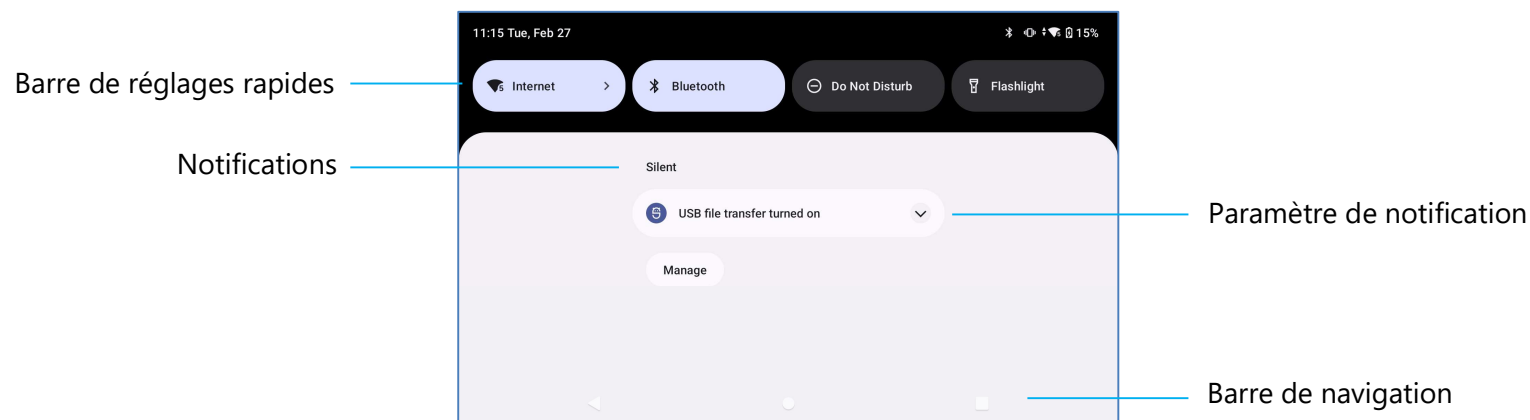 11:15 Tue, Feb 27
15%
Barre de réglages rapides
Internet
Bluetooth
Do Not Disturb
Flashlight
Notifications
Silent
USB file transfer turned on
Paramètre de notification
Manage
Barre de navigation